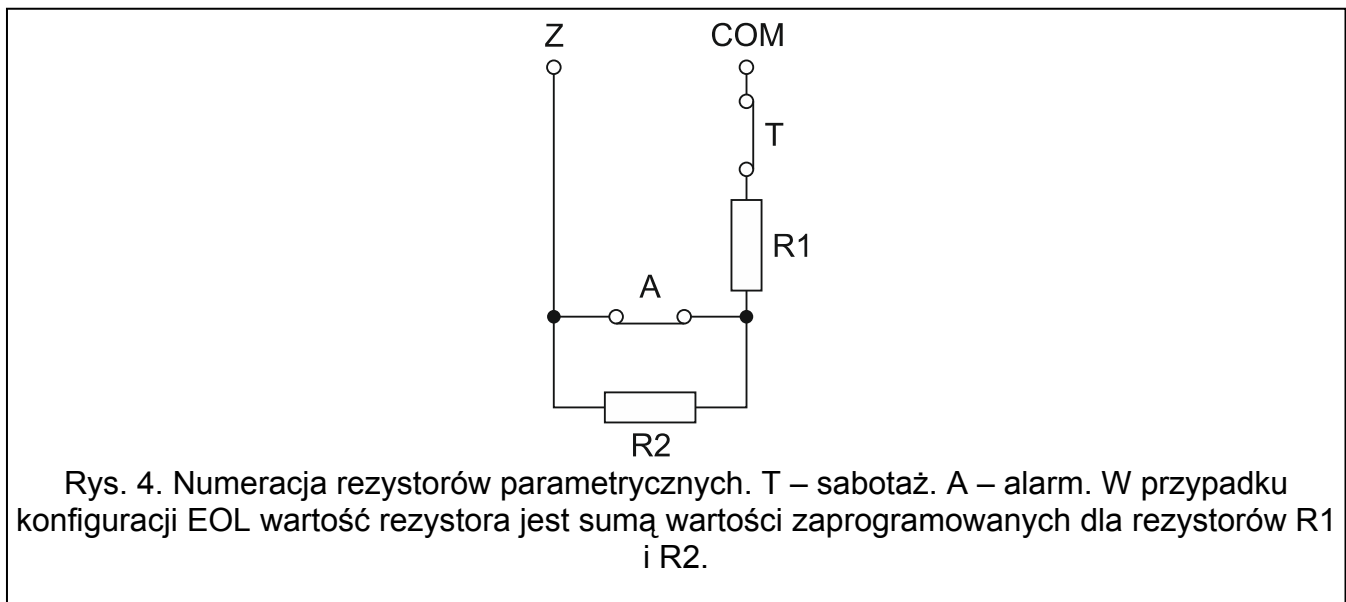 Z COM
T
R1
A
R2
Rys. 4. Numeracja rezystorów parametrycznych. T – sabotaż. A – alarm. W przypadku
konfiguracji EOL wartość rezystora jest sumą wartości zaprogramowanych dla rezystorów R1
i R2.